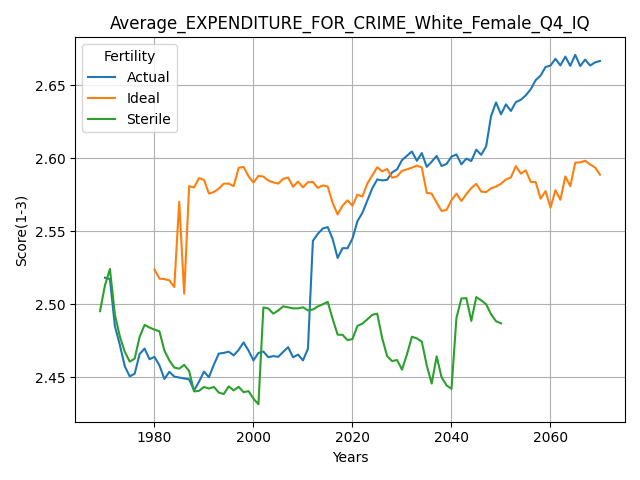 Average_EXPENDITURE_FOR_CRIME_White_Female_Q4_IQ
Fertility
Actual
Ideal
Sterile
Score(1-3)
2.65
2.60
2.55
2.50
2.45
1980
2000
2020
2040
2060
Years